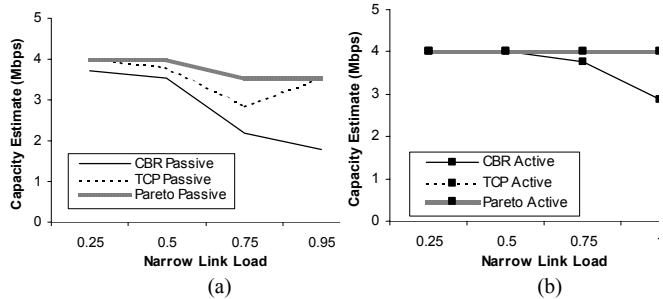 Capacity Estimate (Mbps)
5
4
3
2
1
0
CBR Passive
TCP Passive
Pareto Passive
0.25 0.5 0.75 0.95
Narrow Link Load
(a)
Capacity Estimate (Mbps)
5
4
3
2
1
0
CBR Active
TCP Active
Pareto Active
0.25 0.5 0.75 1
Narrow Link Load
(b)